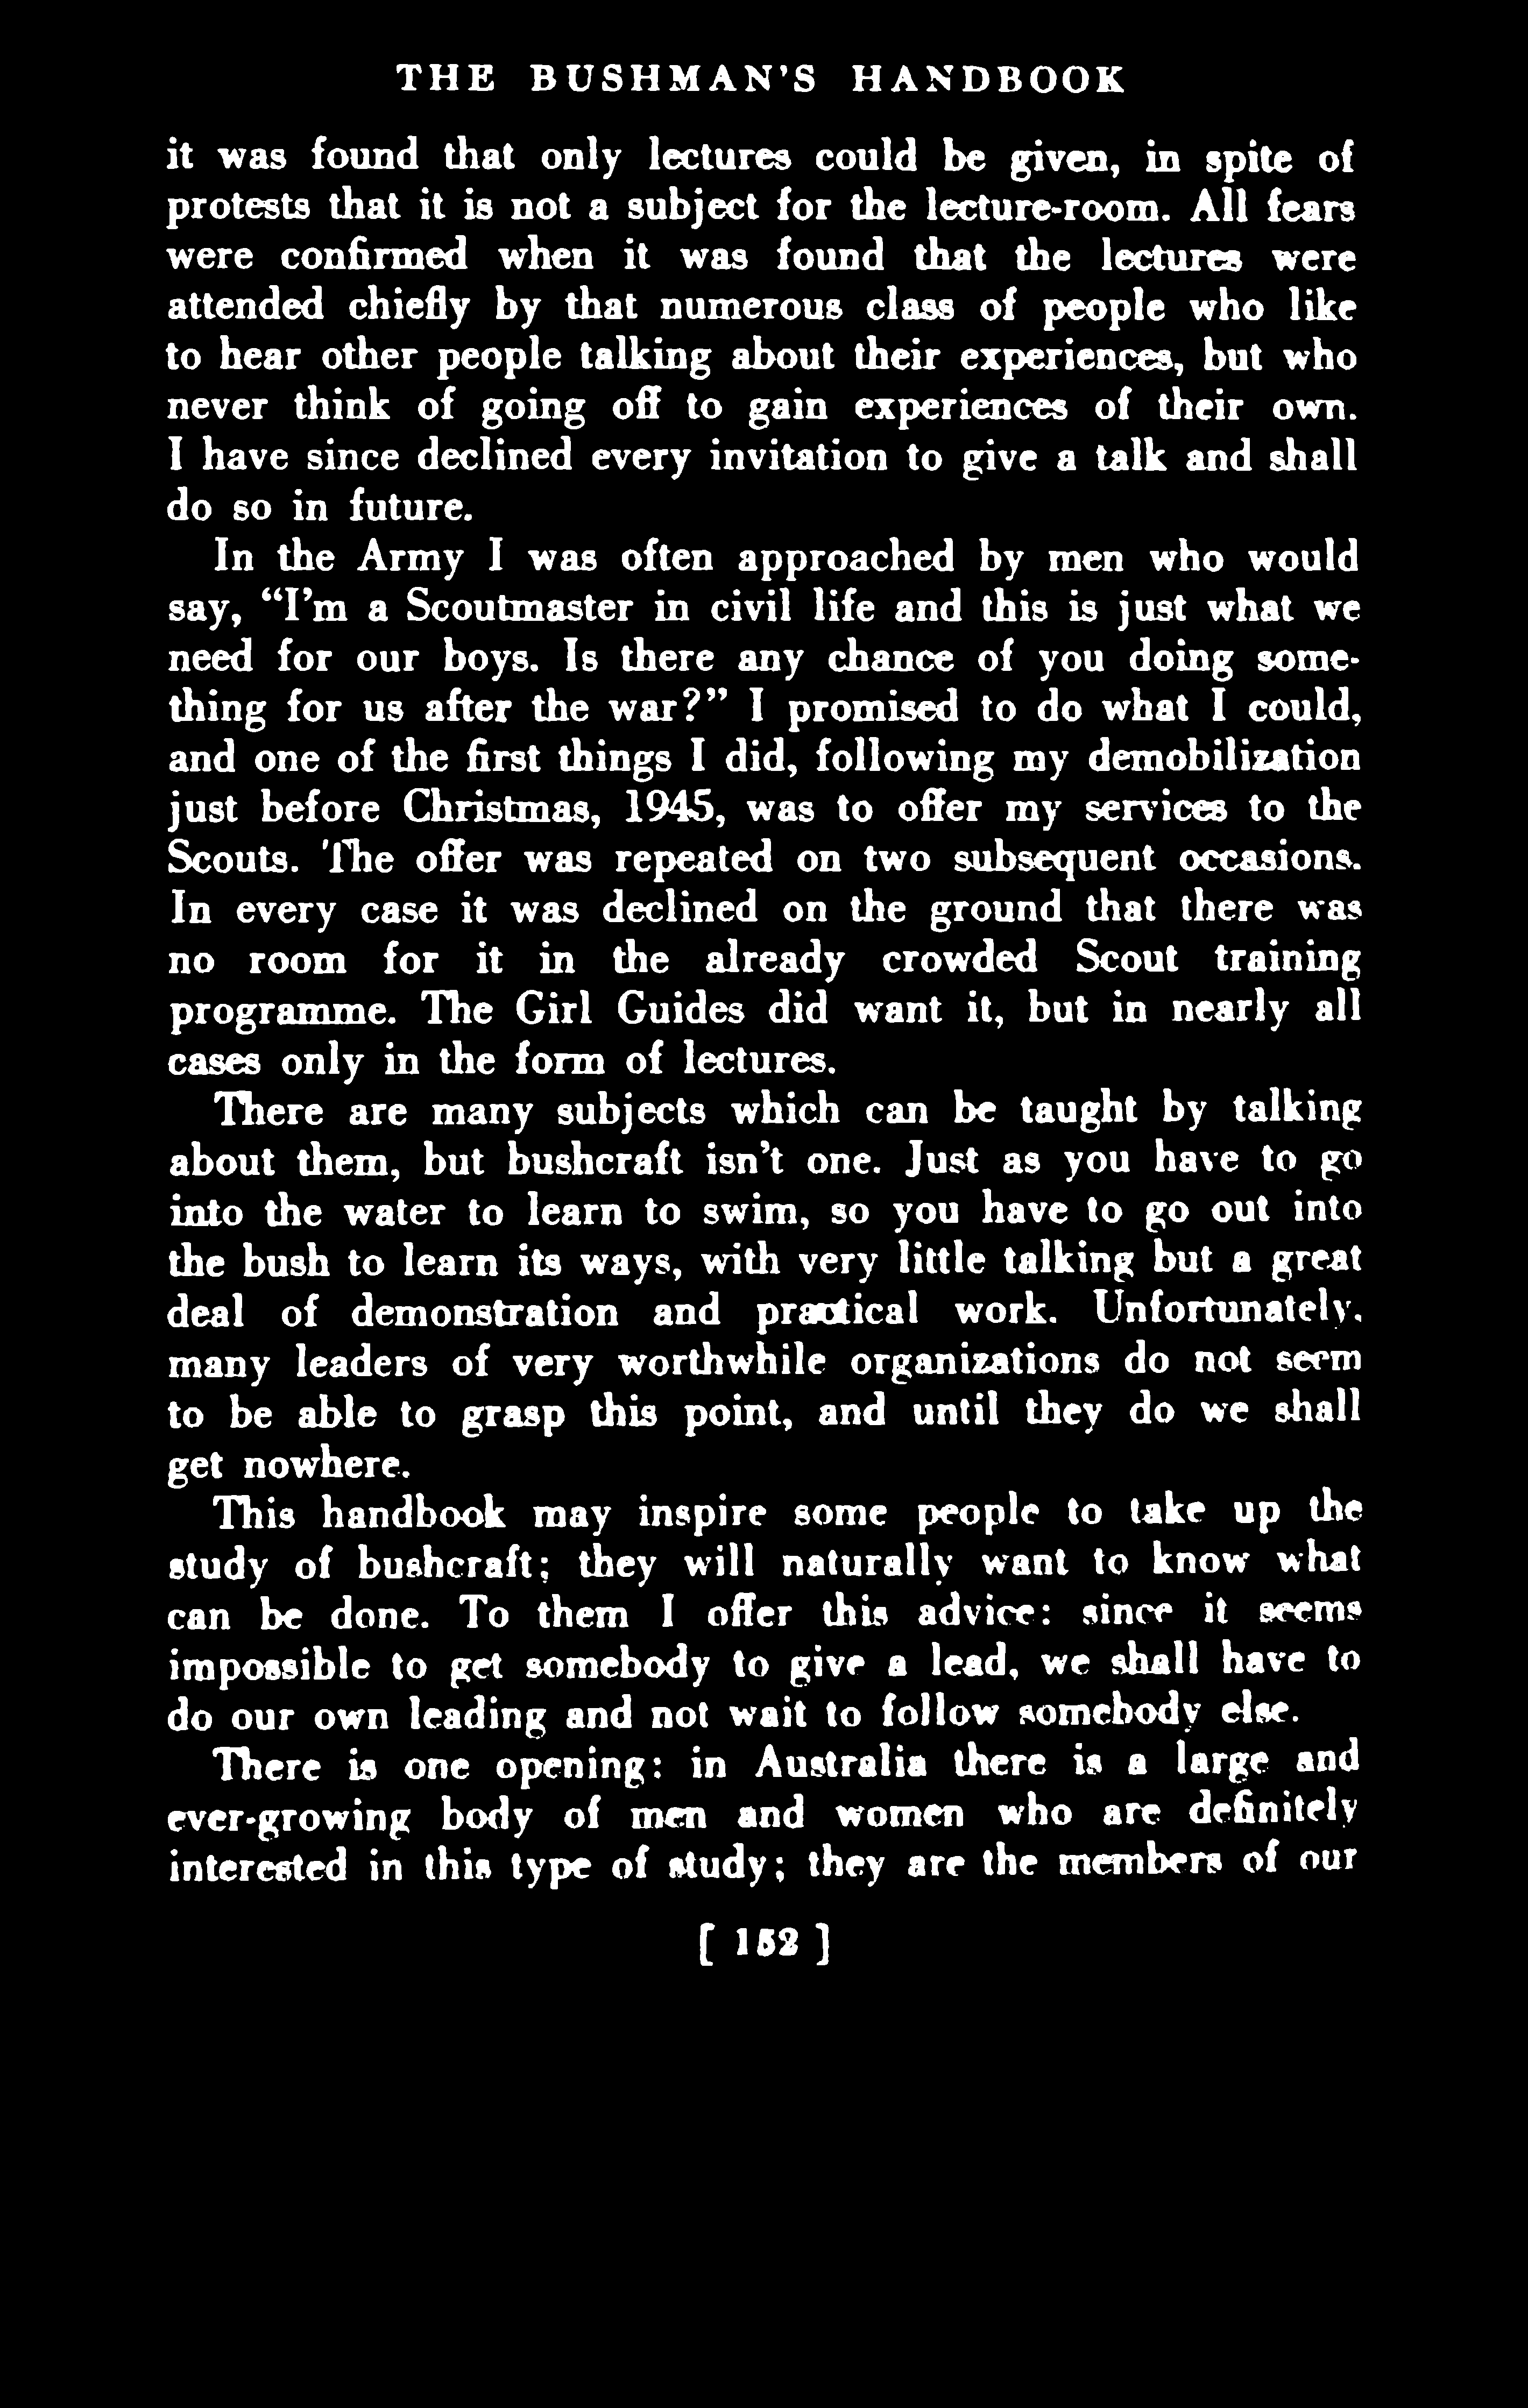 THE BUSHMAN'S HANDBOOK
it was found that only lectures could be given, in spite of
protests that it is not a subject for the lecture-room. All fears
were confirmed when it was found that the lectures were
attended chiefly by that numerous class of people who like
to hear other people talking about their experiences, but who
never think of going off to gain experiences of their own.
I have since declined every invitation to give a talk and shall
do so in future.
In the Army I was often approached by men who would
say, “I’m a Scoutmaster in civil life and this is just what we
need for our boys. Is there any chance of you doing some-
thing for us after the war?” I promised to do what I could,
and one of the first things I did, following my demobilization
just before Christmas, 1945, was to offer my services to the
Scouts. The offer was repeated on two subsequent occasions.
In every case it was declined on the ground that there was
no room for it in the already crowded Scout training
programme. The Girl Guides did want it, but in nearly all
cases only in the form of lectures.
There are many subjects which can be taught by talking
about them, but bushcraft isn’t one. Just as you have to go
into the water to learn to swim, so you have to go out into
the bush to learn its ways, with very little talking but a great
deal of demonstration and practical work. Unfortunately,
many leaders of very worthwhile organizations do not seem
to be able to grasp this point, and until they do we shall
get nowhere.
This handbook may inspire some people to take up the
study of bushcraft; they will naturally want to know what
can be done. To them I offer this advice: since it seems
impossible to get somebody to give a lead, we shall have to
do our own leading and not wait to follow somebody else.
There is one opening: in Australia there is a large and
ever-growing body of men and women who are definitely
interested in this type of study; they are the members of our
[ 152 ]